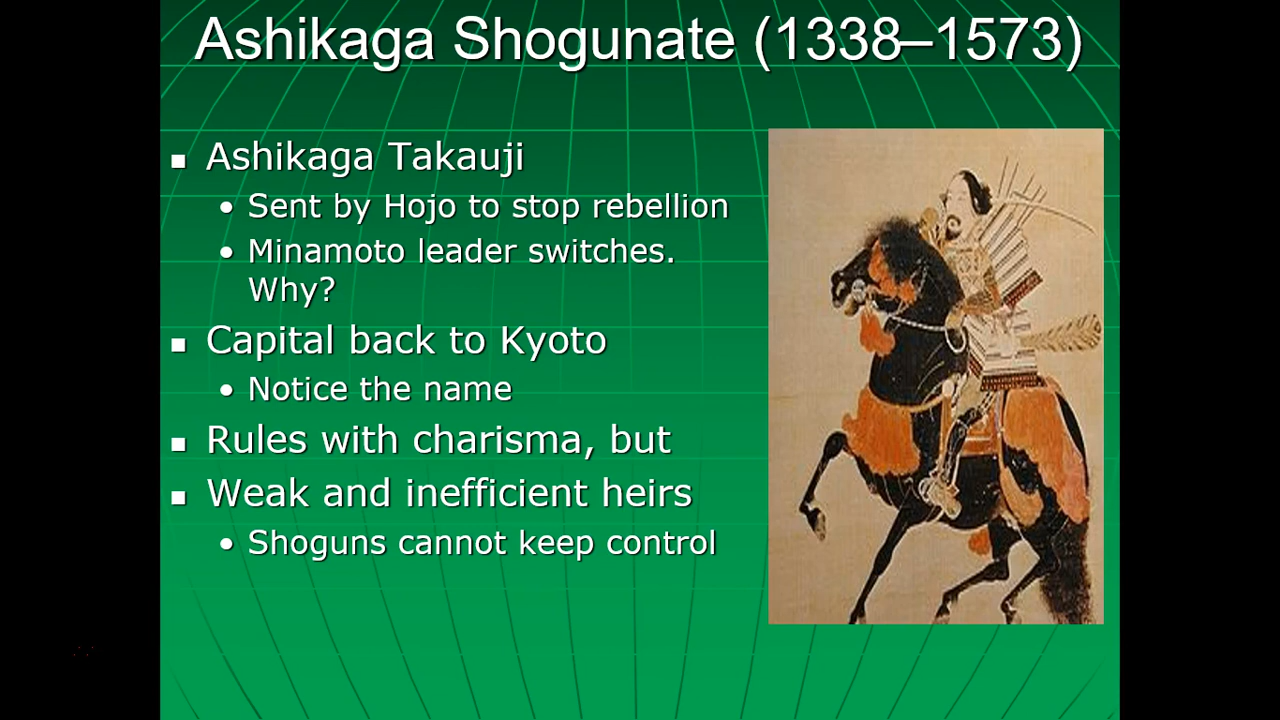 Ashikaga Shogunate (1338–1573)
Ashikaga Takauji
Sent by Hojo to stop rebellion
Minamoto leader switches.
Why?
Capital back to Kyoto
Notice the name
Rules with charisma, but
Weak and inefficient heirs
Shoguns cannot keep control